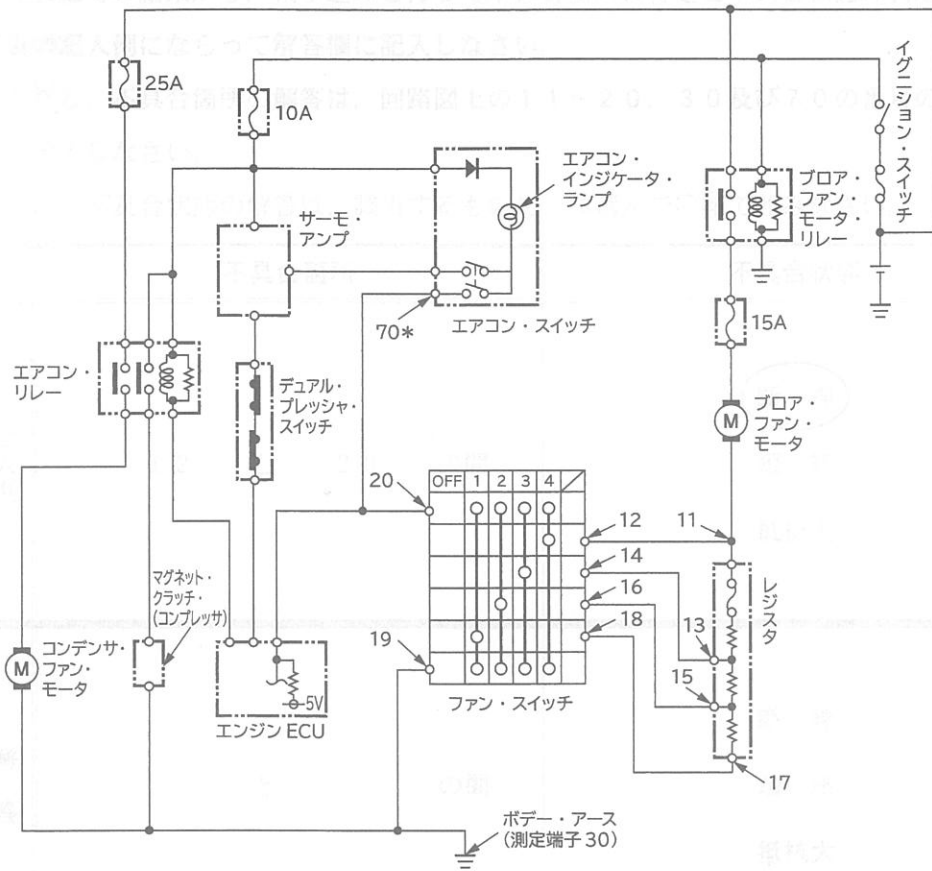 25A
10A
エアコン・
インジケータ・
ランプ
イグニション・スイッチ
ブロア・
ファン・
モータ・
リレー
サーモ・
アンプ
70*
エアコン・スイッチ
15A
エアコン・
リレー
デュアル・
プレッシャ・
スイッチ
M
ブロア・
ファン・
モータ
OFF 1 2 3 4
20
12
11
14
16
18
レジスタ
マグネット・
クラッチ・
(コンプレッサ)
13
19
15
M
コンデンサ・
ファン・
モータ
5V
エンジン ECU
ファン・スイッチ
17
ボデー・アース
(測定端子30)